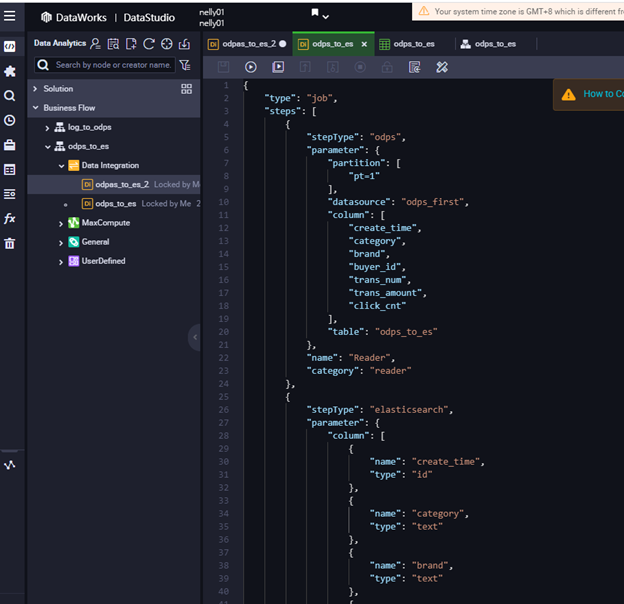 DataWorks | DataStudio
nelly01
nelly01
Your system time zone is GMT+8 which is different fr
Data Analytics
Search by node or creator name.
Solution
Business Flow
log_to_odps
odps_to_es
Data Integration
DI odpas_to_es_2 Locked by M
DI odps_to_es Locked by Me 2
MaxCompute
General
UserDefined
DI odpas_to_es_2
DI odps_to_es
odps_to_es
odps_to_es
How to Co
1 {
2 "type": "job",
3 "steps": [
4 {
5 "stepType": "odps",
6 "parameter": {
7 "partition": [
8 "pt=1"
9 ],
10 "datasource": "odps_first",
11 "column": [
12 "create_time",
13 "category",
14 "brand",
15 "buyer_id",
16 "trans_num",
17 "trans_amount",
18 "click_cnt"
19 ],
20 "table": "odps_to_es"
21 },
22 "name": "Reader",
23 "category": "reader"
24 },
25 {
26 "stepType": "elasticsearch",
27 "parameter": {
28 "column": [
29 {
30 "name": "create_time",
31 "type": "id"
32 },
33 {
34 "name": "category",
35 "type": "text"
36 },
37 {
38 "name": "brand",
39 "type": "text"
40 },
41 {